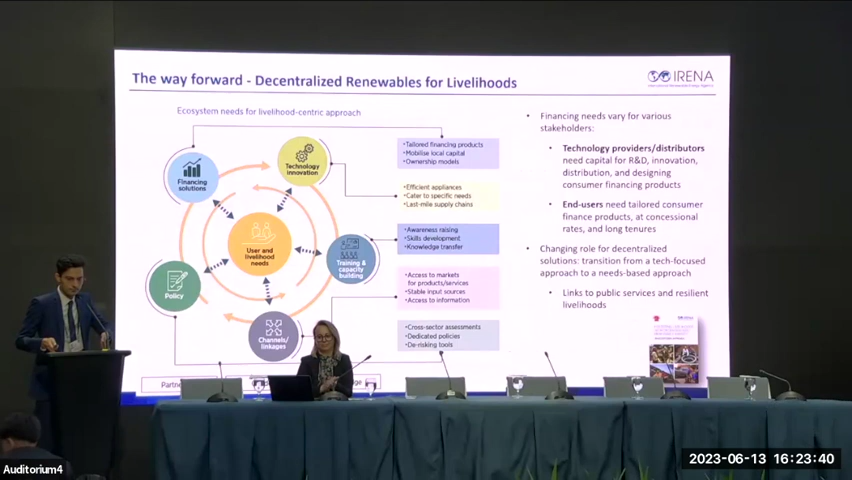 The way forward - Decentralized Renewables for Livelihoods
IRENA
International Renewable Energy Agency
Ecosystem needs for livelihood-centric approach
Financing
solutions
Technology
innovation
User and
livelihood
needs
Training &
capacity
building
Policy
Channels/
linkages
•Tailored financing products
•Mobilise local capital
•Ownership models
•Efficient appliances
•Cater to specific needs
•Last-mile supply chains
•Awareness raising
•Skills development
•Knowledge transfer
•Access to markets
for products/services
•Stable input sources
•Access to information
•Cross-sector assessments
•Dedicated policies
•De-risking tools
• Financing needs vary for various
stakeholders:
• Technology providers/distributors
need capital for R&D, innovation,
distribution, and designing
consumer financing products
• End-users need tailored consumer
finance products, at concessional
rates, and long tenures
• Changing role for decentralized
solutions: transition from a tech-focused
approach to a needs-based approach
• Links to public services and resilient
livelihoods
Auditorium4
2023-06-13 16:23:40